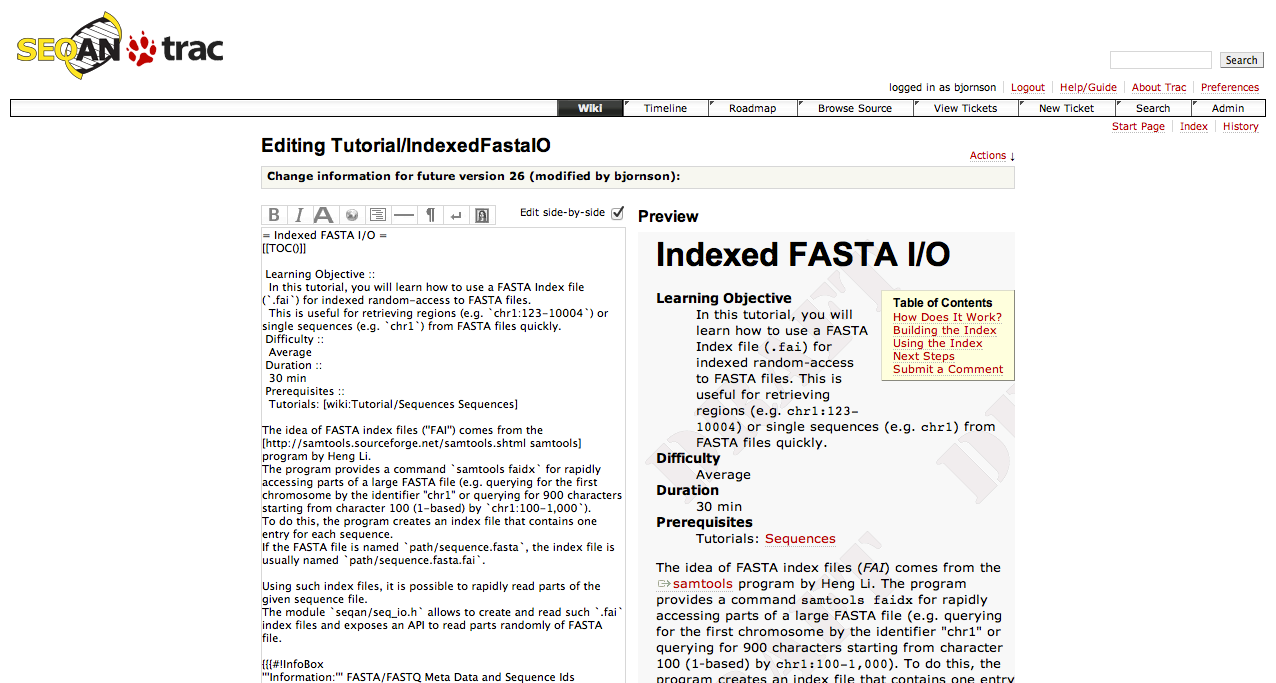 SEQAN trac
Search
logged in as bjornson Logout Help/Guide About Trac Preferences
Wiki Timeline Roadmap Browse Source View Tickets New Ticket Search Admin
Start Page Index History
Editing Tutorial/IndexedFastaIO
Actions ↓
Change information for future version 26 (modified by bjornson):
B I A ¶ Edit side-by-side
= Indexed FASTA I/O =
[[TOC()]]
Learning Objective ::
In this tutorial, you will learn how to use a FASTA Index file
(`.fai`) for indexed random-access to FASTA files.
This is useful for retrieving regions (e.g. `chr1:123-10004`) or
single sequences (e.g. `chr1`) from FASTA files quickly.
Difficulty ::
Average
Duration ::
30 min
Prerequisites ::
Tutorials: [wiki:Tutorial/Sequences Sequences]
The idea of FASTA index files ("FAI") comes from the
[http://samtools.sourceforge.net/samtools.shtml samtools]
program by Heng Li.
The program provides a command `samtools faidx` for rapidly
accessing parts of a large FASTA file (e.g. querying for the first
chromosome by the identifier "chr1" or querying for 900 characters
starting from character 100 (1-based) by `chr1:100-1,000`).
To do this, the program creates an index file that contains one
entry for each sequence.
If the FASTA file is named `path/sequence.fasta`, the index file is
usually named `path/sequence.fasta.fai`.
Using such index files, it is possible to rapidly read parts of the
given sequence file.
The module `seqan/seq_io.h` allows to create and read such `.fai`
index files and exposes an API to read parts randomly of FASTA
file.
{{{#!InfoBox
'''Information:''' FASTA/FASTQ Meta Data and Sequence Ids
Preview
Indexed FASTA I/O
Learning Objective
In this tutorial, you will
learn how to use a FASTA
Index file (.fai) for
indexed random-access
to FASTA files. This is
useful for retrieving
regions (e.g. chr1:123-
10004) or single sequences (e.g. chr1) from
FASTA files quickly.
Table of Contents
How Does It Work?
Building the Index
Using the Index
Next Steps
Submit a Comment
Difficulty
Average
Duration
30 min
Prerequisites
Tutorials: Sequences
The idea of FASTA index files (FAI) comes from the
samtools program by Heng Li. The program
provides a command samtools faidx for rapidly
accessing parts of a large FASTA file (e.g. querying
for the first chromosome by the identifier "chr1" or
querying for 900 characters starting from character
100 (1-based) by chr1:100-1,000). To do this, the
program creates an index file that contains one entry
DRAFT